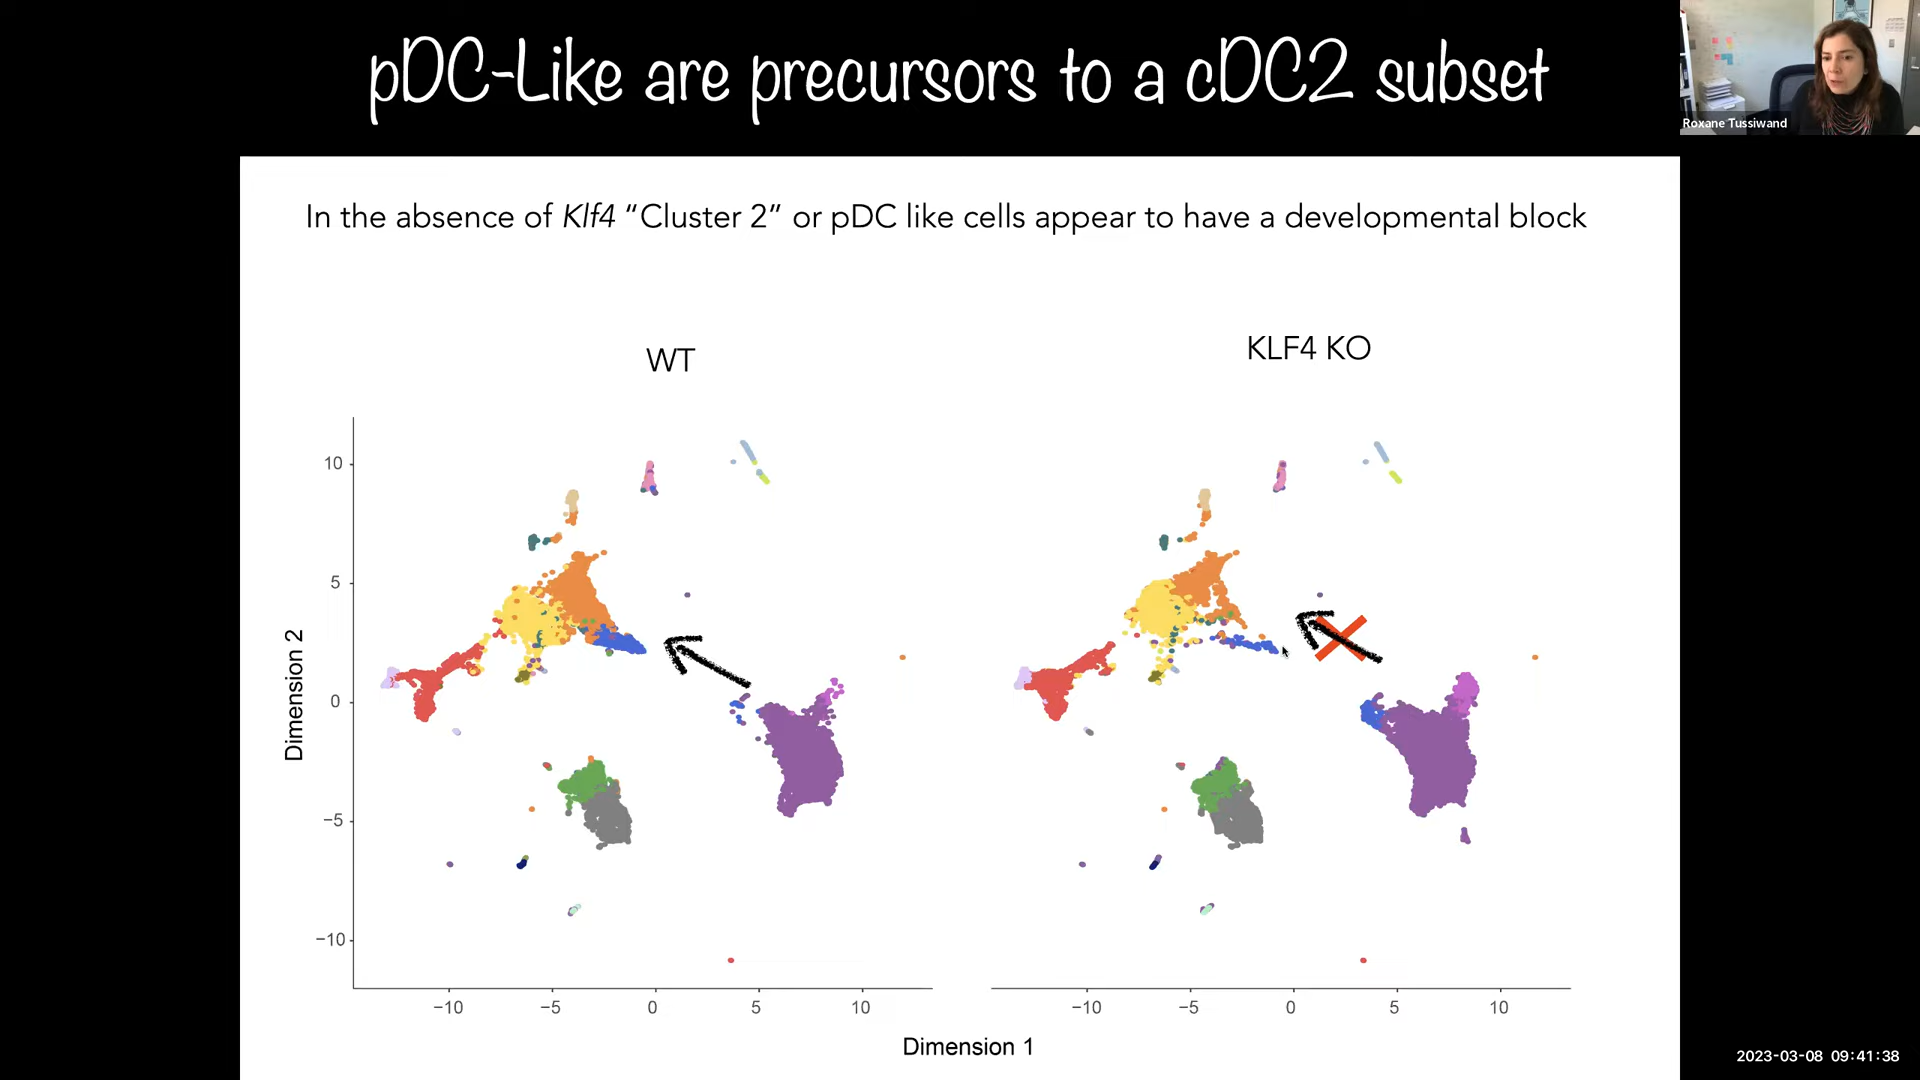 pDC-Like are precursors to a cDC2 subset
Roxane Tussiwand
In the absence of Klf4 “Cluster 2” or pDC like cells appear to have a developmental block
WT
KLF4 KO
10
5
0
−5
−10
Dimension 2
−10 −5 0 5 10
−10 −5 0 5 10
Dimension 1
2023-03-08 09:41:38